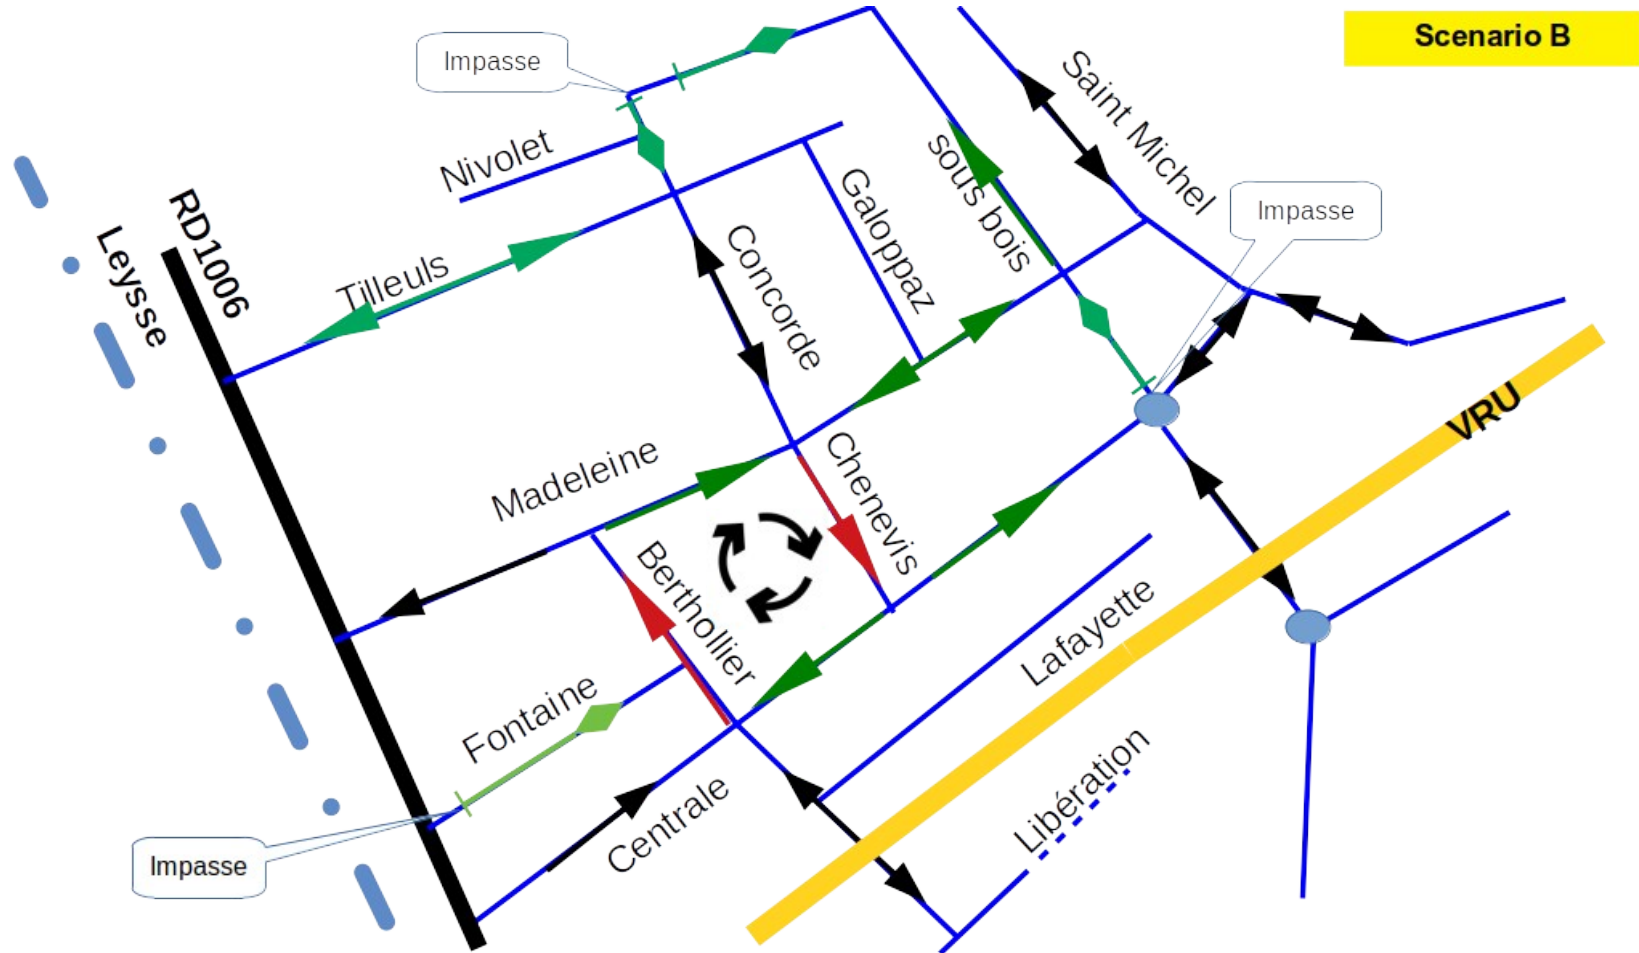 Scenario B
Impasse
Saint Michel
Nivolet
sous bois
Galoppaz
RD1006
Leysse
Impasse
Concorde
Tilleuls
VRU
Chenevis
Madeleine
Berthollier
Lafayette
Fontaine
Libération
Centrale
Impasse